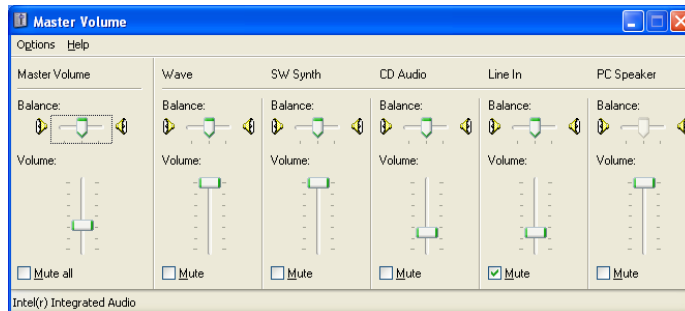 Master Volume
Options Help
Master Volume Wave SW Synth CD Audio Line In PC Speaker
Balance: Balance: Balance: Balance: Balance: Balance:
Volume: Volume: Volume: Volume: Volume: Volume:
Mute all Mute Mute Mute Mute Mute
Intel(r) Integrated Audio